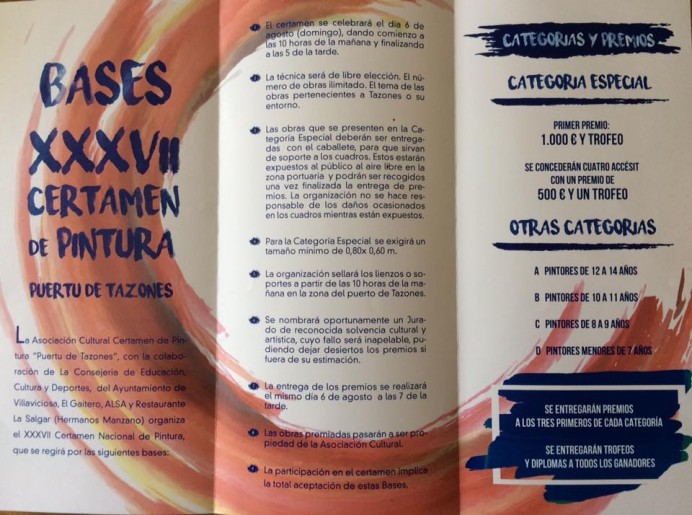 BASES
XXXVII
CERTAMEN
DE PINTURA
PUERTU DE TAZONES
La Asociación Cultural Certamen de Pin-
tura "Puertu de Tazones", con la colabo-
ración de La Consejeria de Educación,
Cultura y Deportes, del Ayuntamiento de
Villaviciosa, El Gaitero, ALSA y Restaurante
La Salgar (Hermanos Manzano) organiza
el XXXVII Certamen Nacional de Pintura,
que se regirá por las siguientes bases:
El certamen se celebrará el dia 6 de
agosto (domingo), dando comienzo a
las 10 horas de la mañana y finalizando
a las 5 de la tarde.
La técnica será de libre elección. El nú-
mero de obras ilimitado. El tema de las
obras pertenecientes a Tazones o su
entorno.
Las obras que se presenten en la Ca-
tegoría Especial deberán ser entrega-
das con el caballete, para que sirvan
de soporte a los cuadros. Estos estarán
expuestos al público al aire libre en la
zona portuaria y podrán ser recogidos
una vez finalizada la entrega de pre-
mios. La organización no se hace res-
ponsable de los daños ocasionados
en los cuadros mientras están expuestos.
Para la Categoría Especial se exigirá un
tamaño mínimo de 0,80x 0,60 m.
La organización sellará los lienzos o so-
portes a partir de las 10 horas de la ma-
ñana en la zona del puerto de Tazones.
Se nombrará oportunamente un Jura-
do de reconocida solvencia cultural y
artística, cuyo fallo será inapelable, pu-
diendo dejar desiertos los premios si
fuera de su estimación.
La entrega de los premios se realizará
el mismo día 6 de agosto a las 7 de la
tarde.
Las obras premiadas pasarán a ser pro-
piedad de la Asociación Cultural.
La participación en el certamen implica
la total aceptación de estas Bases.
CATEGORIAS Y PREMIOS
CATEGORIA ESPECIAL
PRIMER PREMIO:
1.000 € Y TROFEO
SE CONCEDERÁN CUATRO ACCÉSIT
CON UN PREMIO DE
500 € Y UN TROFEO
OTRAS CATEGORIAS
A PINTORES DE 12 A 14 AÑOS
B PINTORES DE 10 A 11 AÑOS
C PINTORES DE 8 A 9 AÑOS
D PINTORES MENORES DE 7 AÑOS
SE ENTREGARÁN PREMIOS
A LOS TRES PRIMEROS DE CADA CATEGORÍA
SE ENTREGARÁN TROFEOS
Y DIPLOMAS A TODOS LOS GANADORES